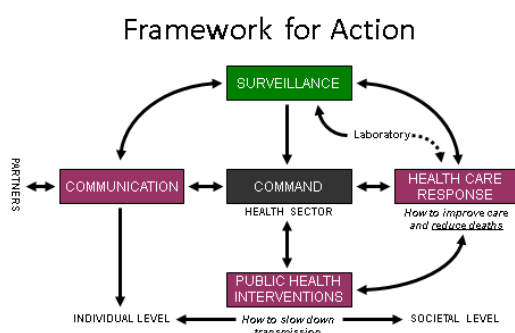 Framework for Action
SURVEILLANCE
Laboratory
PARTNERS
COMMUNICATION
COMMAND
HEALTH SECTOR
HEALTH CARE
RESPONSE
How to improve care
and reduce deaths
PUBLIC HEALTH
INTERVENTIONS
INDIVIDUAL LEVEL
How to slow down
transmission
SOCIETAL LEVEL